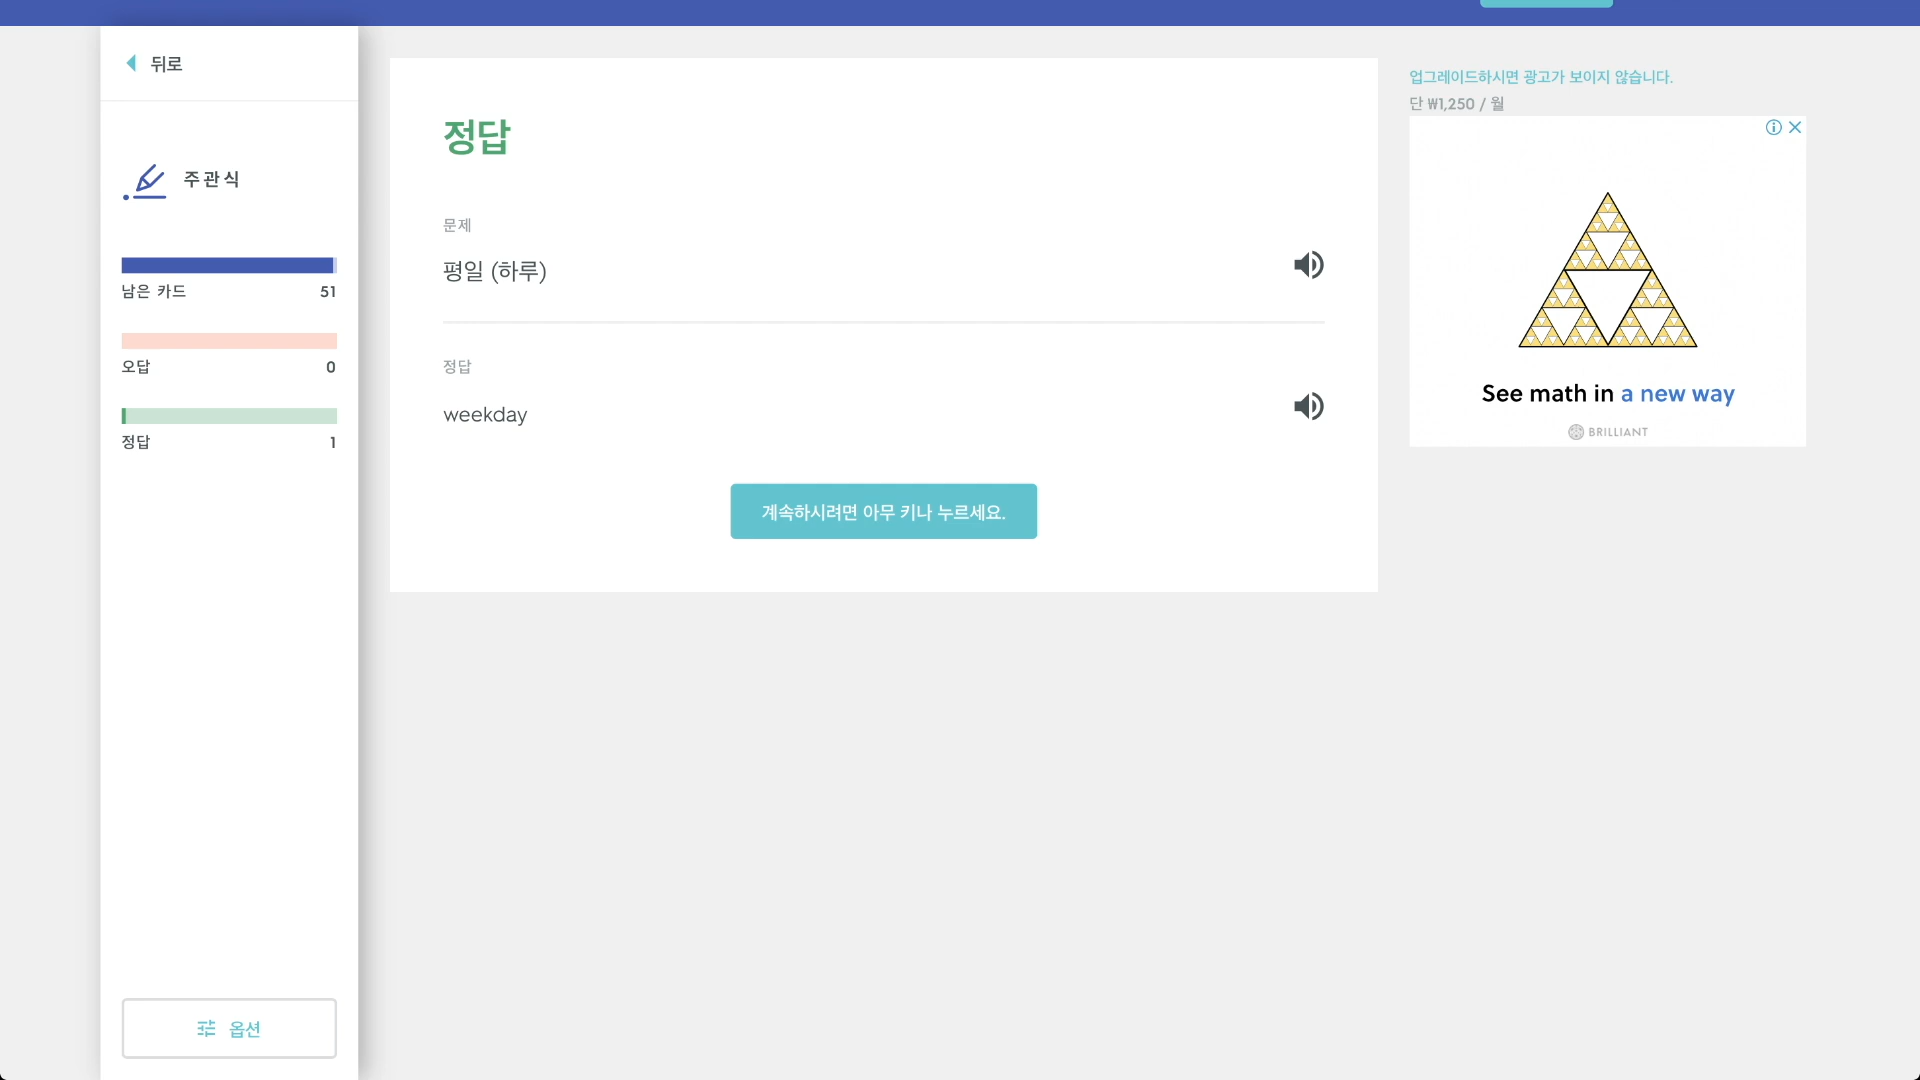 뒤로
주관식
남은 카드 51
오답 0
정답 1
옵션
정답
문제
평일 (하루)
정답
weekday
계속하시려면 아무 키나 누르세요.
업그레이드하시면 광고가 보이지 않습니다.
단 ₩1,250 / 월
See math in a new way
BRILLIANT